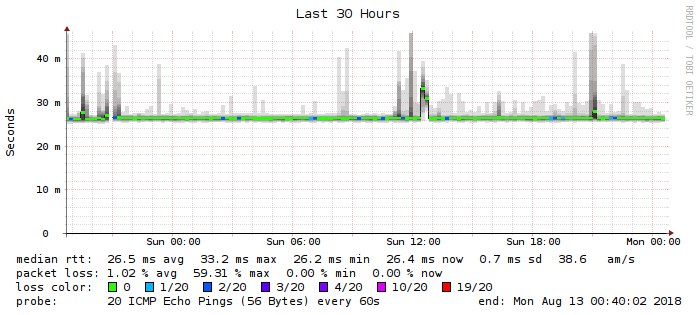 Last 30 Hours
RRDTOOL / TOBI OETIKER
Seconds
40 m
30 m
20 m
10 m
0
Sun 00:00 Sun 06:00 Sun 12:00 Sun 18:00 Mon 00:00
median rtt: 26.5 ms avg 33.2 ms max 26.2 ms min 26.4 ms now 0.7 ms sd 38.6 am/s
packet loss: 1.02 % avg 59.31 % max 0.00 % min 0.00 % now
loss color: 0 1/20 2/20 3/20 4/20 10/20 19/20
probe: 20 ICMP Echo Pings (56 Bytes) every 60s end: Mon Aug 13 00:40:02 2018